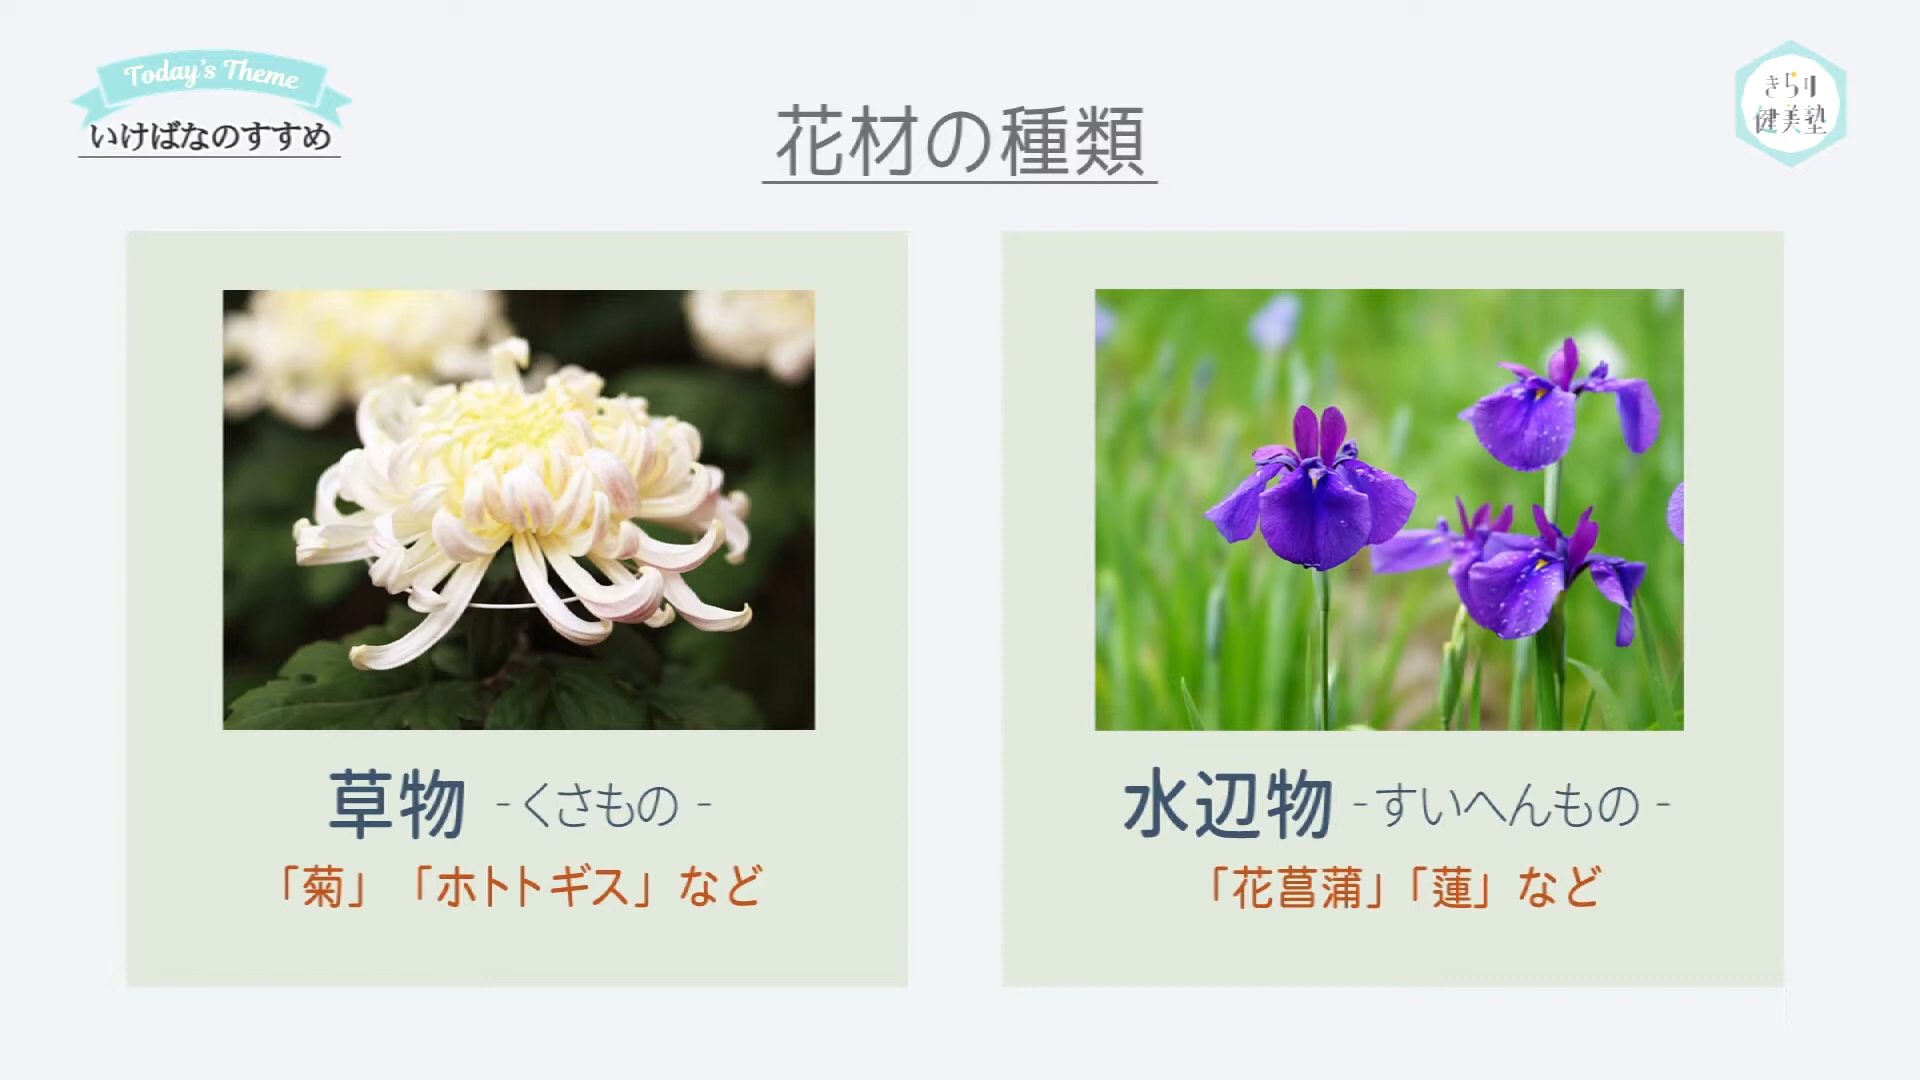 Today's Theme
いけばなのすすめ
きらり
健美塾
花材の種類
草物 -くさもの-
「菊」「ホトトギス」など
水辺物 -すいへんもの-
「花菖蒲」「蓮」など